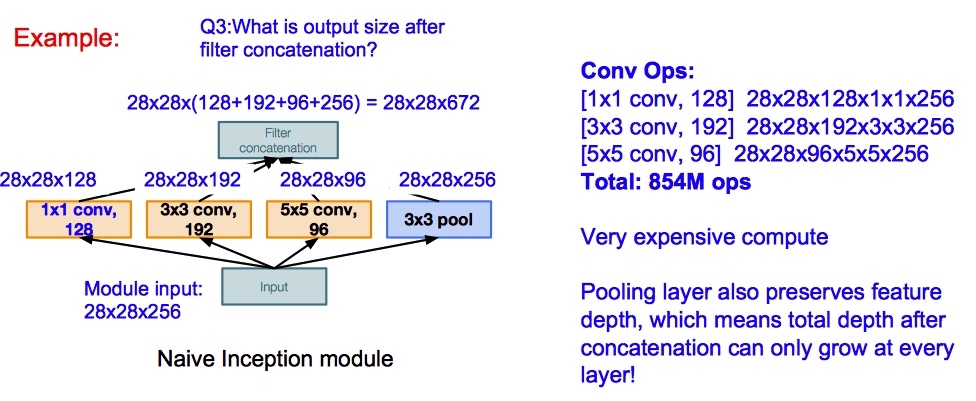 Example:
Q3:What is output size after
filter concatenation?
28x28x(128+192+96+256) = 28x28x672
Filter
concatenation
28x28x128
28x28x192
28x28x96
28x28x256
1x1 conv,
128
3x3 conv,
192
5x5 conv,
96
3x3 pool
Module input:
28x28x256
Input
Naive Inception module
Conv Ops:
[1x1 conv, 128] 28x28x128x1x1x256
[3x3 conv, 192] 28x28x192x3x3x256
[5x5 conv, 96] 28x28x96x5x5x256
Total: 854M ops
Very expensive compute
Pooling layer also preserves feature
depth, which means total depth after
concatenation can only grow at every
layer!